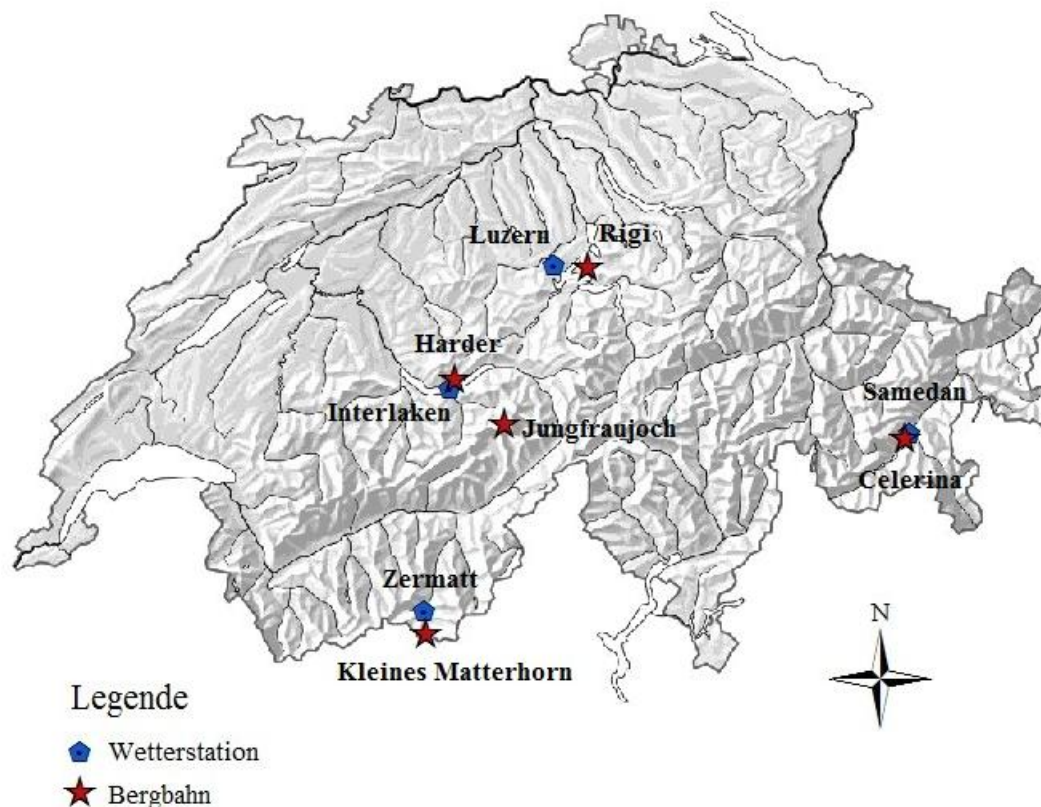 Luzern
Rigi
Harder
Interlaken
Jungfraujoch
Samedan
Celerina
Zermatt
Kleines Matterhorn
N
Legende
Wetterstation
Bergbahn